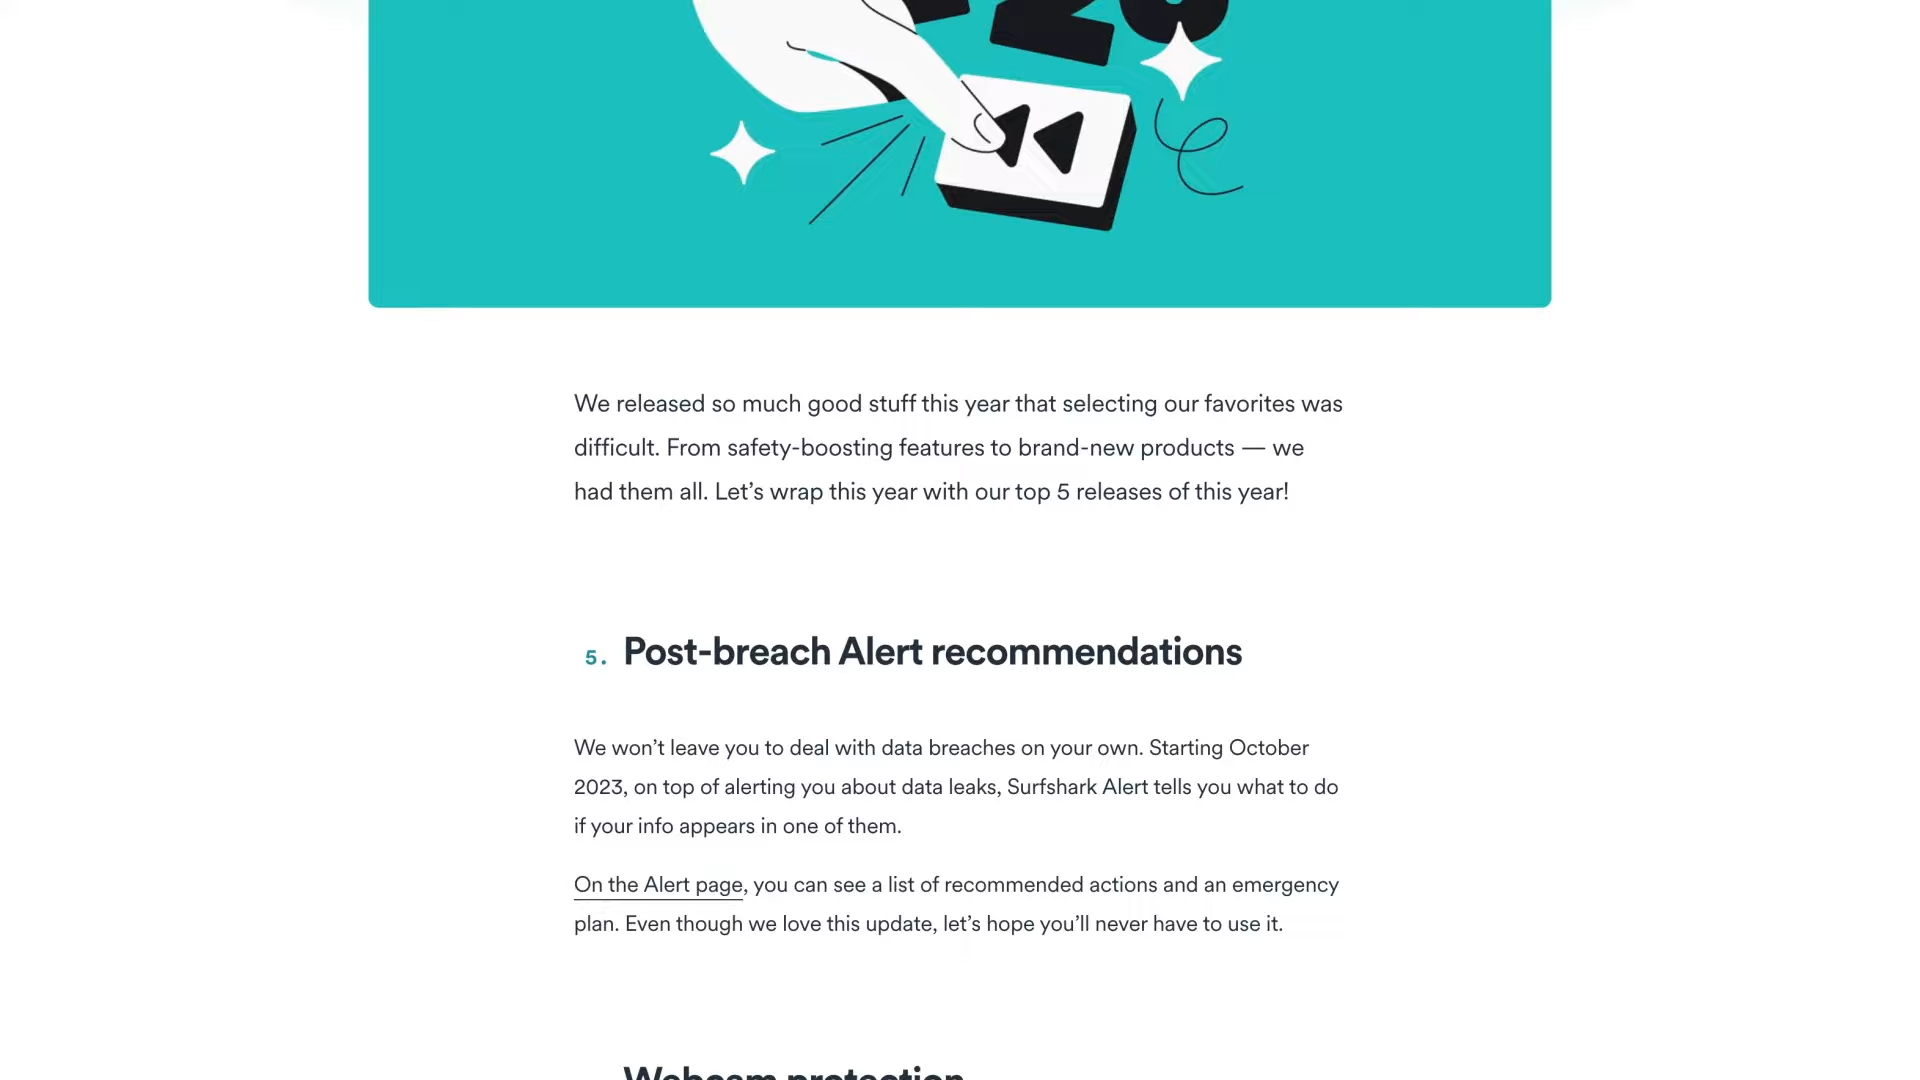 We released so much good stuff this year that selecting our favorites was
difficult. From safety-boosting features to brand-new products — we
had them all. Let’s wrap this year with our top 5 releases of this year!
5. Post-breach Alert recommendations
We won’t leave you to deal with data breaches on your own. Starting October
2023, on top of alerting you about data leaks, Surfshark Alert tells you what to do
if your info appears in one of them.
On the Alert page, you can see a list of recommended actions and an emergency
plan. Even though we love this update, let’s hope you’ll never have to use it.
Webcam protection